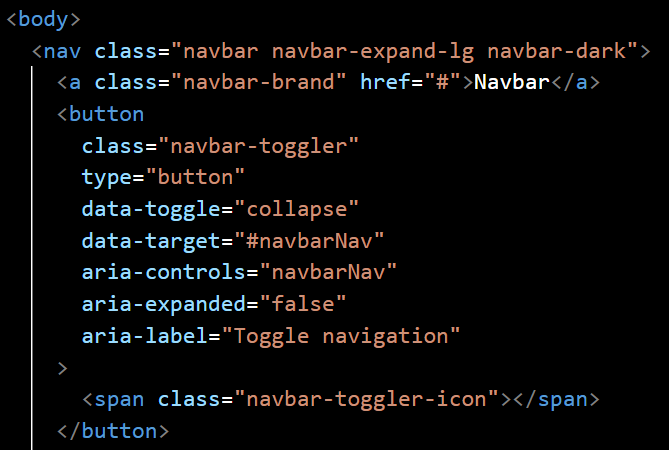 <body>
<nav class="navbar navbar-expand-lg navbar-dark">
<a class="navbar-brand" href="#">Navbar</a>
<button
class="navbar-toggler"
type="button"
data-toggle="collapse"
data-target="#navbarNav"
aria-controls="navbarNav"
aria-expanded="false"
aria-label="Toggle navigation"
>
<span class="navbar-toggler-icon"></span>
</button>